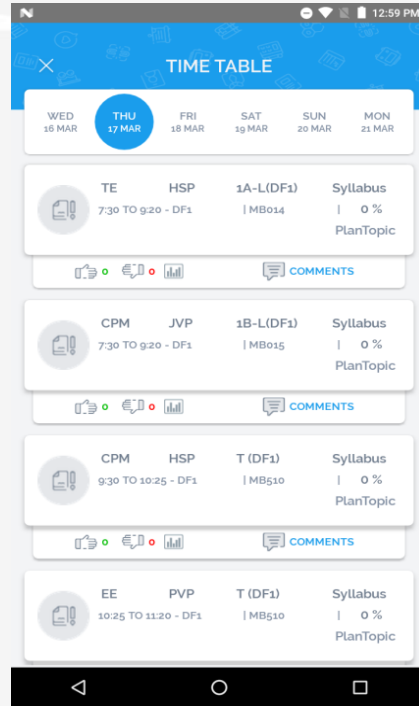 12:59 PM
TIME TABLE
WED THU FRI SAT SUN MON
16 MAR 17 MAR 18 MAR 19 MAR 20 MAR 21 MAR
TE HSP 1A-L(DF1) Syllabus
7:30 TO 9:20 - DF1 | MB014 | 0 %
PlanTopic
0 0 COMMENTS
CPM JVP 1B-L(DF1) Syllabus
7:30 TO 9:20 - DF1 | MB015 | 0 %
PlanTopic
0 0 COMMENTS
CPM HSP T (DF1) Syllabus
9:30 TO 10:25 - DF1 | MB510 | 0 %
PlanTopic
0 0 COMMENTS
EE PVP T (DF1) Syllabus
10:25 TO 11:20 - DF1 | MB510 | 0 %
PlanTopic